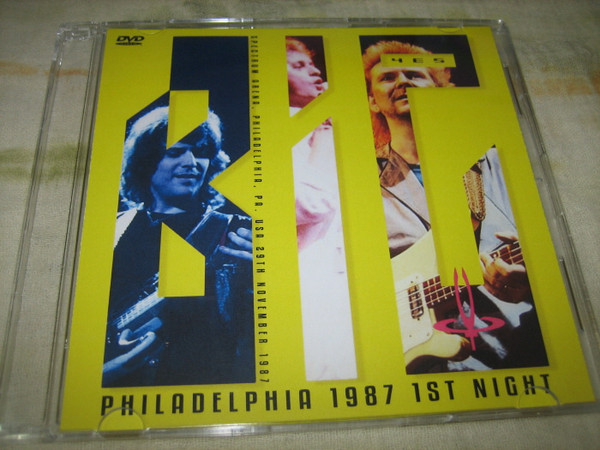 DVD
YES
SPECTRUM ARENA, PHILADELPHIA, PA. USA 29TH NOVEMBER 1987
PHILADELPHIA 1987 1ST NIGHT